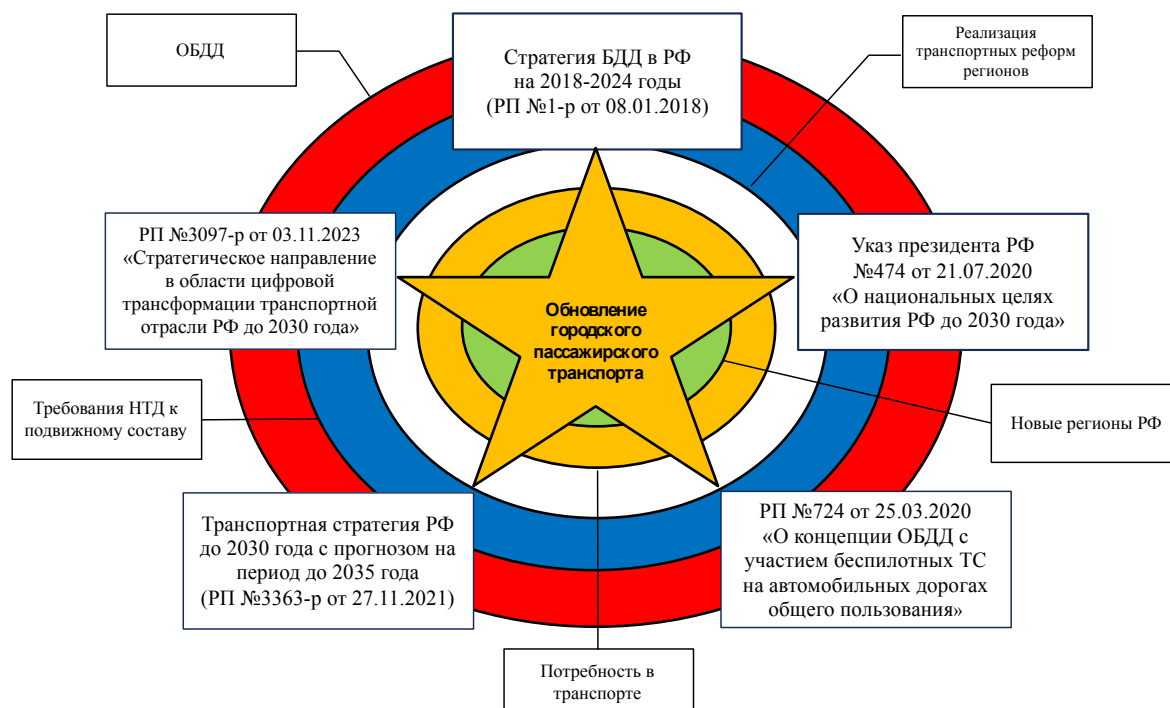 ОБДД
Стратегия БДД в РФ
на 2018-2024 годы
(РП №1-р от 08.01.2018)
Реализация
транспортных реформ
регионов
РП №3097-р от 03.11.2023
«Стратегическое направление
в области цифровой
трансформации транспортной
отрасли РФ до 2030 года»
Указ президента РФ
№474 от 21.07.2020
«О национальных целях
развития РФ до 2030 года»
Обновление
городского
пассажирского
транспорта
Требования НТД к
подвижному составу
Новые регионы РФ
Транспортная стратегия РФ
до 2030 года с прогнозом на
период до 2035 года
(РП №3363-р от 27.11.2021)
РП №724 от 25.03.2020
«О концепции ОБДД с
участием беспилотных ТС
на автомобильных дорогах
общего пользования»
Потребность в
транспорте